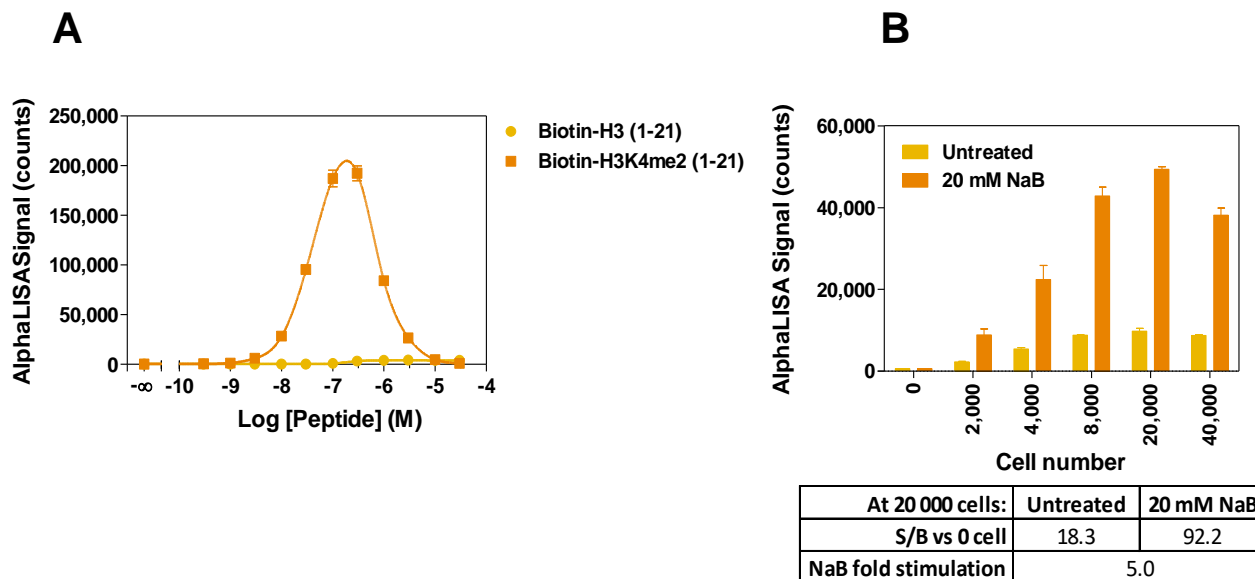 A
AlphaLISASignal (counts)
250,000
200,000
150,000
100,000
50,000
0
-∞
-10
-9
-8
-7
-6
-5
-4
Log [Peptide] (M)
Biotin-H3 (1-21)
Biotin-H3K4me2 (1-21)
B
AlphaLISA Signal (counts)
60,000
40,000
20,000
0
Untreated
20 mM NaB
0
2,000
4,000
8,000
20,000
40,000
Cell number
At 20 000 cells: Untreated 20 mM NaB
S/B vs 0 cell 18.3 92.2
NaB fold stimulation 5.0